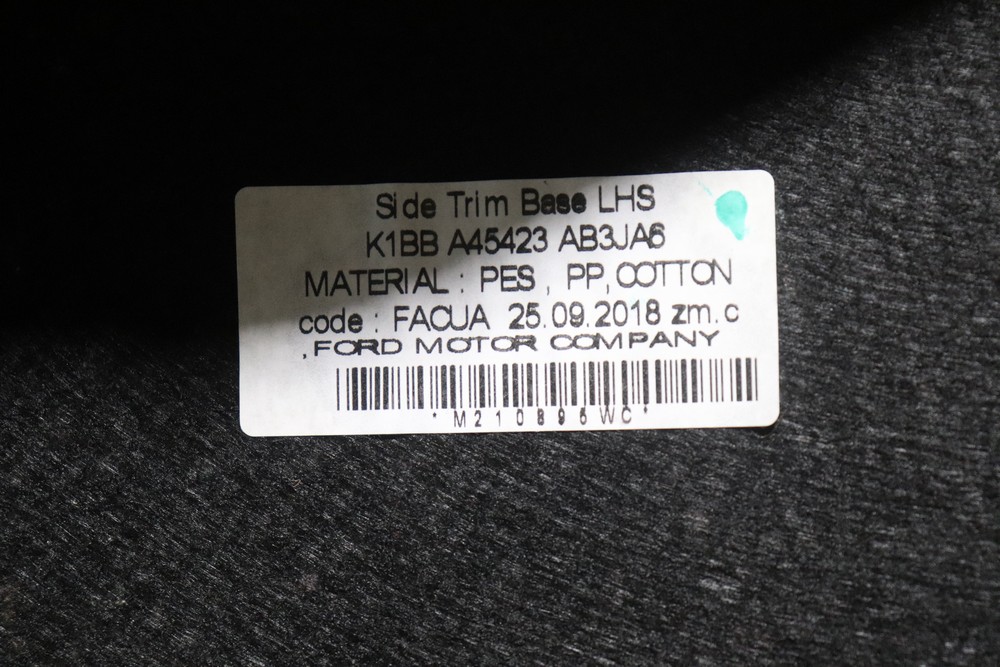 Side Trim Base LHS
K1BB A45423 AB3JA6
MATERIAL : PES , PP, COTTON
code : FACUA 25.09.2018 zm.c
,FORD MOTOR COMPANY
*M210895WC*